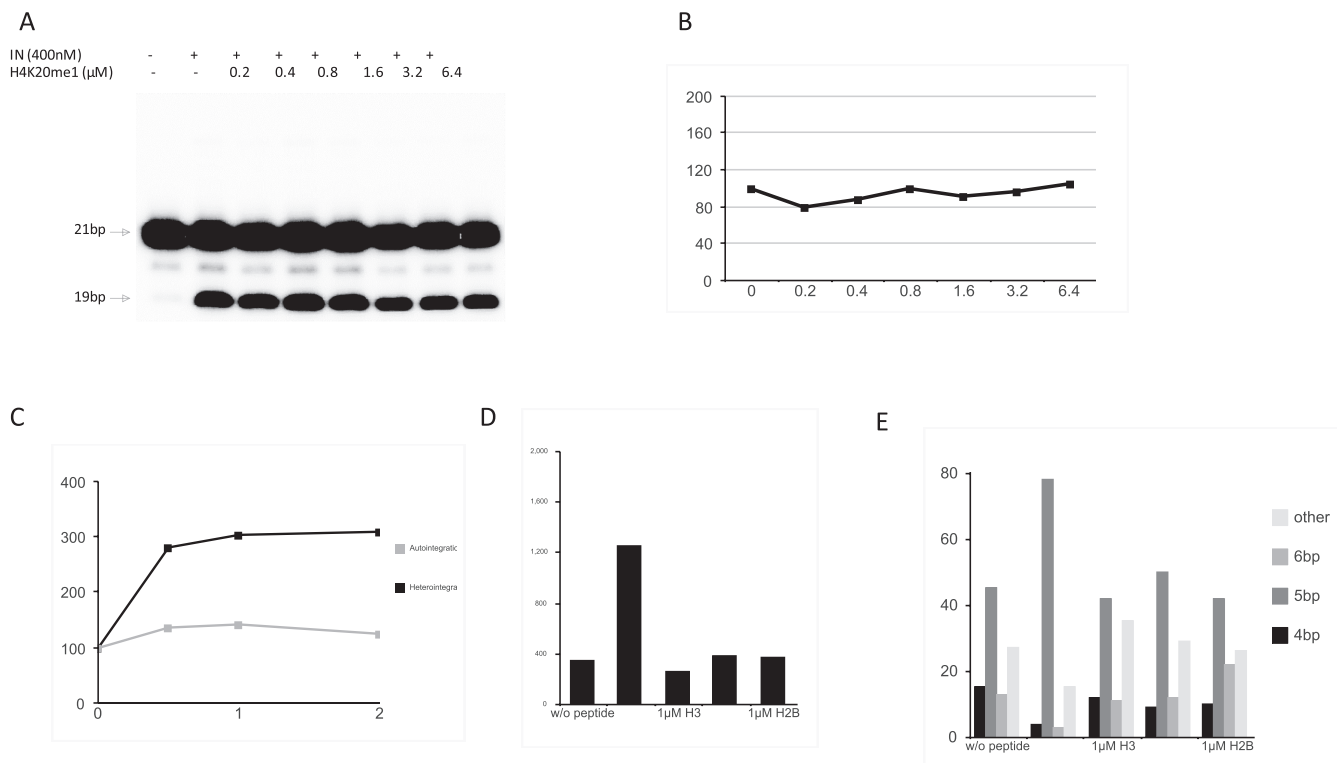 A
IN (400nM) - + + + + + + +
H4K20me1 (μM) - - 0.2 0.4 0.8 1.6 3.2 6.4
21bp
19bp
B
200
160
120
80
40
0
0 0.2 0.4 0.8 1.6 3.2 6.4
C
400
300
200
100
0
0 1 2
Autointegratic
Heterointegra
D
2,000
1,600
1,200
800
400
0
w/o peptide 1μM H3 1μM H2B
E
80
60
40
20
0
w/o peptide 1μM H3 1μM H2B
other
6bp
5bp
4bp